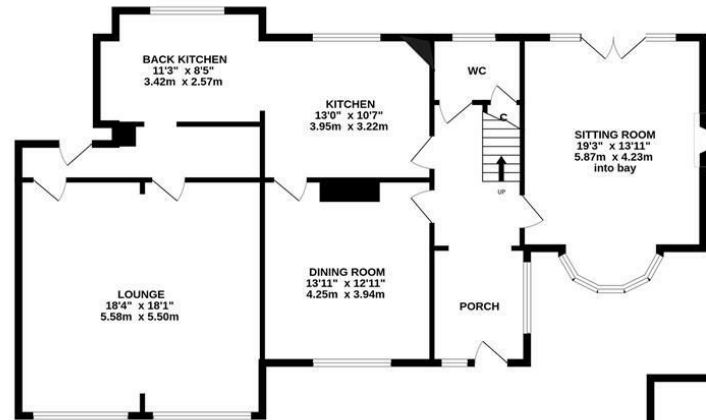 BACK KITCHEN
11'3" x 8'5"
3.42m x 2.57m
KITCHEN
13'0" x 10'7"
3.95m x 3.22m
WC
C
UP
SITTING ROOM
19'3" x 13'11"
5.87m x 4.23m
into bay
LOUNGE
18'4" x 18'1"
5.58m x 5.50m
DINING ROOM
13'11" x 12'11"
4.25m x 3.94m
PORCH